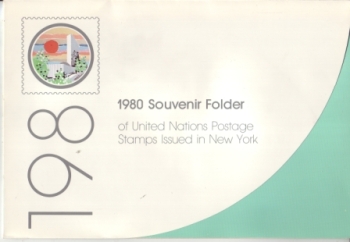 198
1980 Souvenir Folder
of United Nations Postage
Stamps Issued in New York